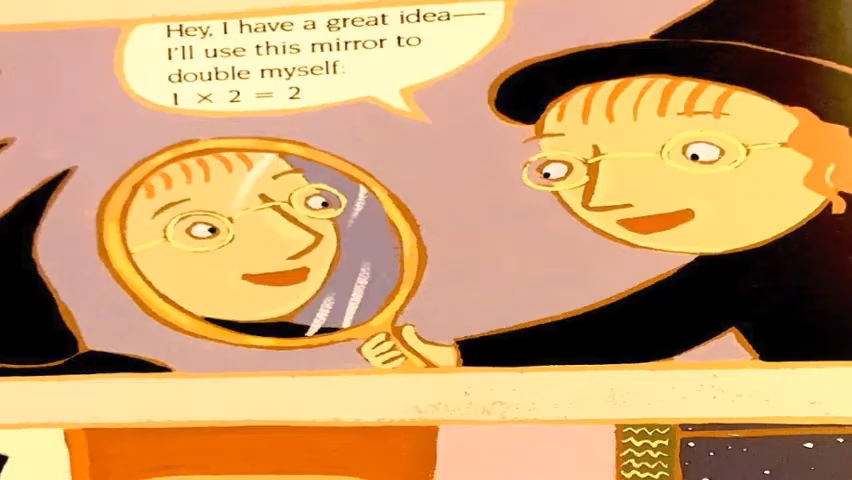 Hey, I have a great idea—
I'll use this mirror to
double myself:
1 × 2 = 2